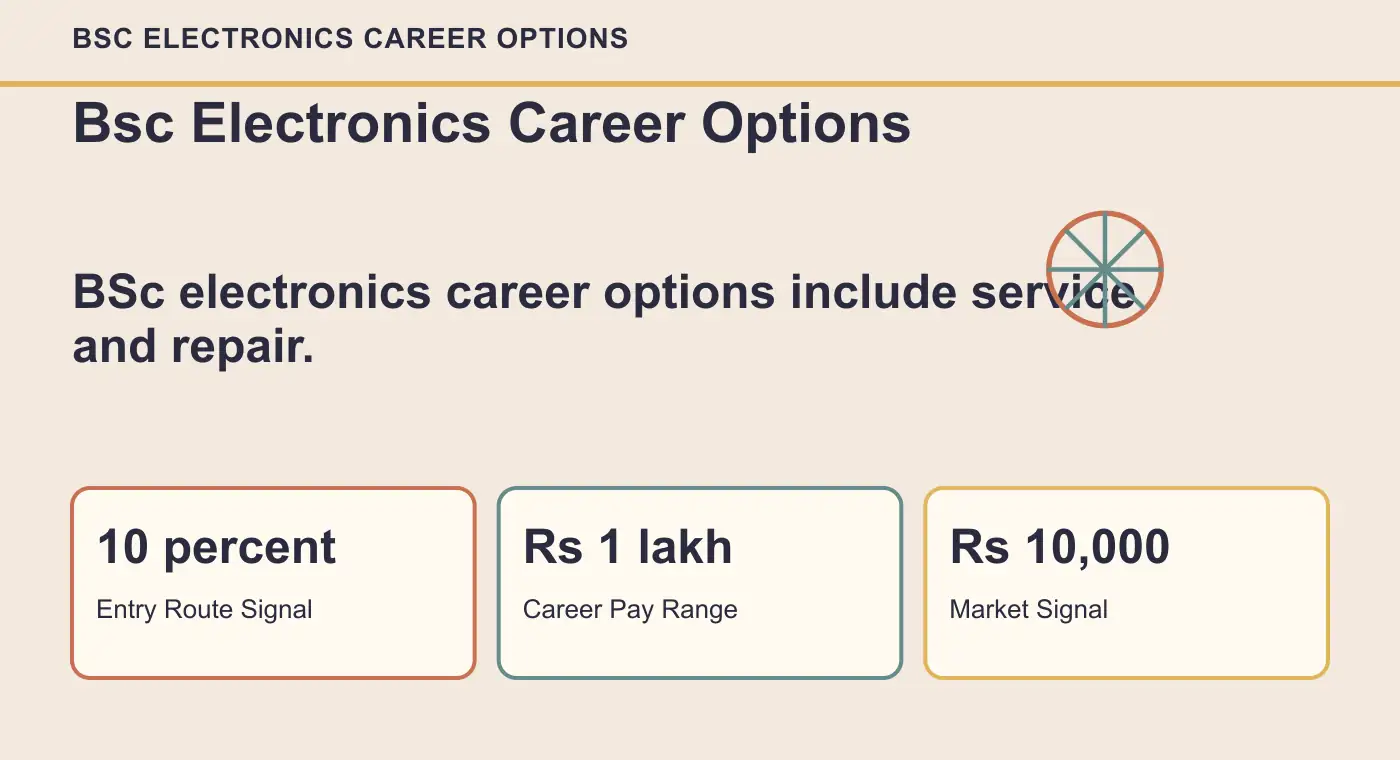 BSC ELECTRONICS CAREER OPTIONS
Bsc Electronics Career Options
BSc electronics career options include service
and repair.
10 percent
Entry Route Signal
Rs 1 lakh
Career Pay Range
Rs 10,000
Market Signal